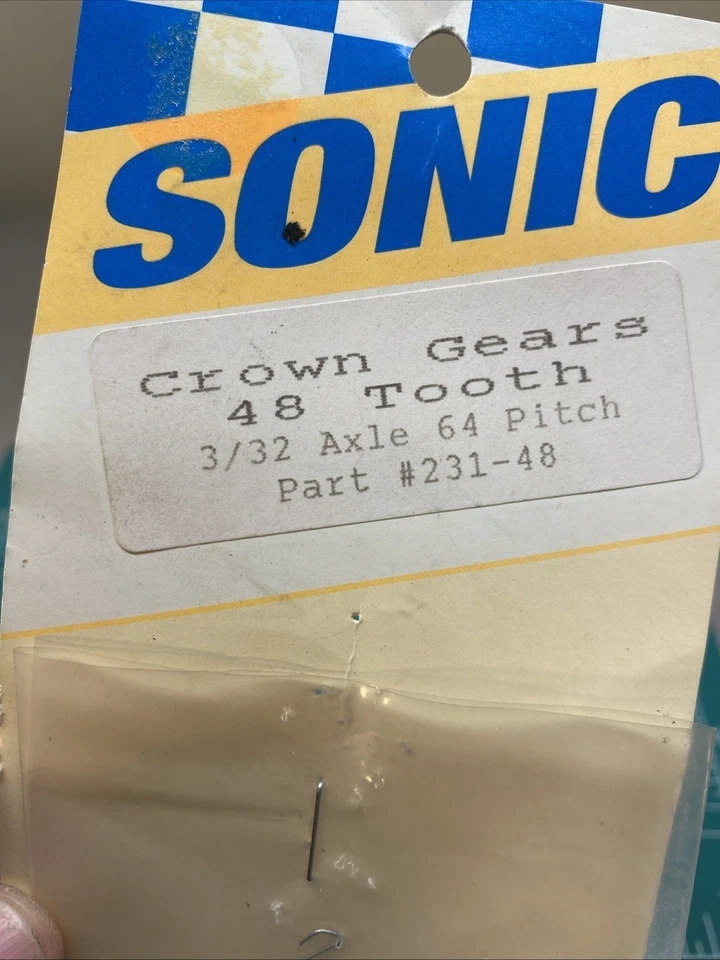 SONIC
Crown Gears
48 Tooth
3/32 Axle 64 Pitch
Part #231-48